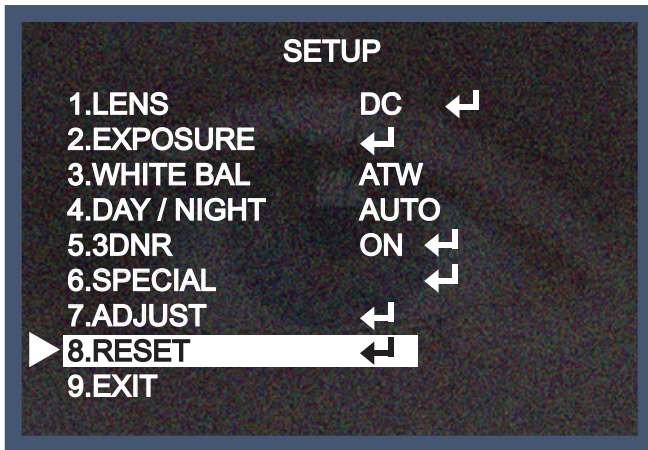 SETUP
1.LENS DC ↵
2.EXPOSURE ↵
3.WHITE BAL ATW
4.DAY / NIGHT AUTO
5.3DNR ON ↵
6.SPECIAL ↵
7.ADJUST ↵
8.RESET ↵
9.EXIT